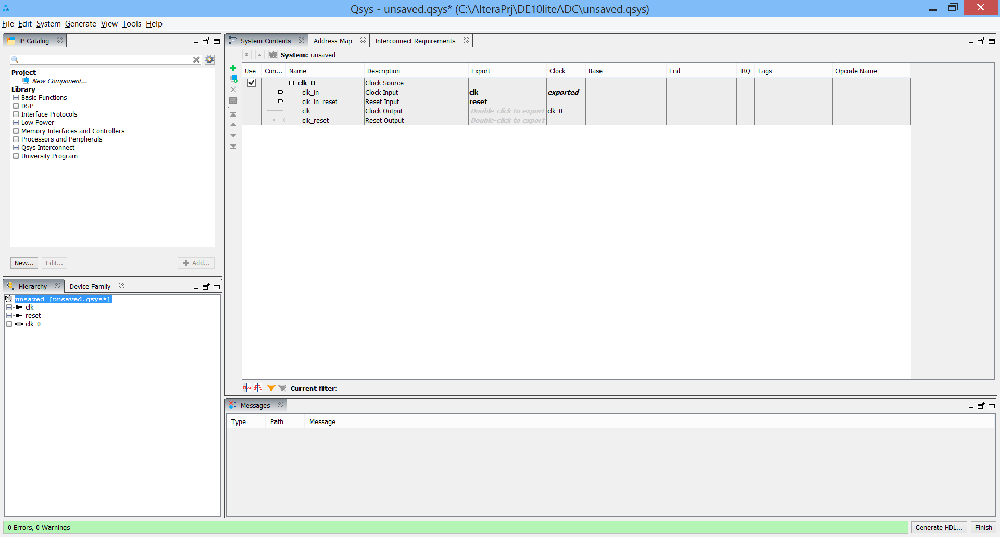 Qsys - unsaved.qsys* (C:\AlteraPrj\DE10liteADC\unsaved.qsys)
File Edit System Generate View Tools Help
IP Catalog
Project
New Component...
Library
Basic Functions
DSP
Interface Protocols
Low Power
Memory Interfaces and Controllers
Processors and Peripherals
Qsys Interconnect
University Program
New... Edit... Add...
Hierarchy Device Family
unsaved [unsaved.qsys*]
clk
reset
clk_0
System Contents Address Map Interconnect Requirements
System: unsaved
Use Con... Name Description Export Clock Base End IRQ Tags Opcode Name
clk_0 Clock Source
clk_in Clock Input clk exported
clk_in_reset Reset Input reset
clk Clock Output Double-click to export clk_0
clk_reset Reset Output Double-click to export
Current filter:
Messages
Type Path Message
0 Errors, 0 Warnings Generate HDL... Finish